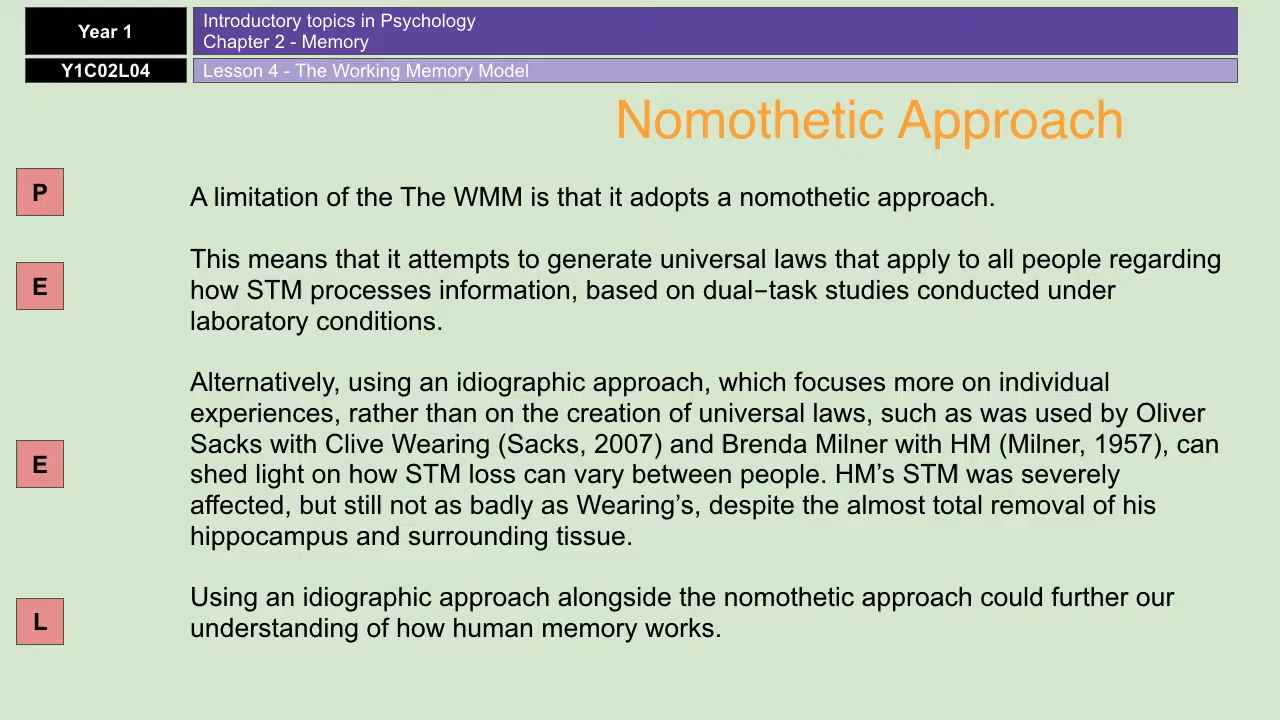 Year 1
Introductory topics in Psychology
Chapter 2 - Memory
Y1C02L04
Lesson 4 - The Working Memory Model
Nomothetic Approach
P
A limitation of the The WMM is that it adopts a nomothetic approach.
E
This means that it attempts to generate universal laws that apply to all people regarding
how STM processes information, based on dual–task studies conducted under
laboratory conditions.
E
Alternatively, using an idiographic approach, which focuses more on individual
experiences, rather than on the creation of universal laws, such as was used by Oliver
Sacks with Clive Wearing (Sacks, 2007) and Brenda Milner with HM (Milner, 1957), can
shed light on how STM loss can vary between people. HM’s STM was severely
affected, but still not as badly as Wearing’s, despite the almost total removal of his
hippocampus and surrounding tissue.
L
Using an idiographic approach alongside the nomothetic approach could further our
understanding of how human memory works.